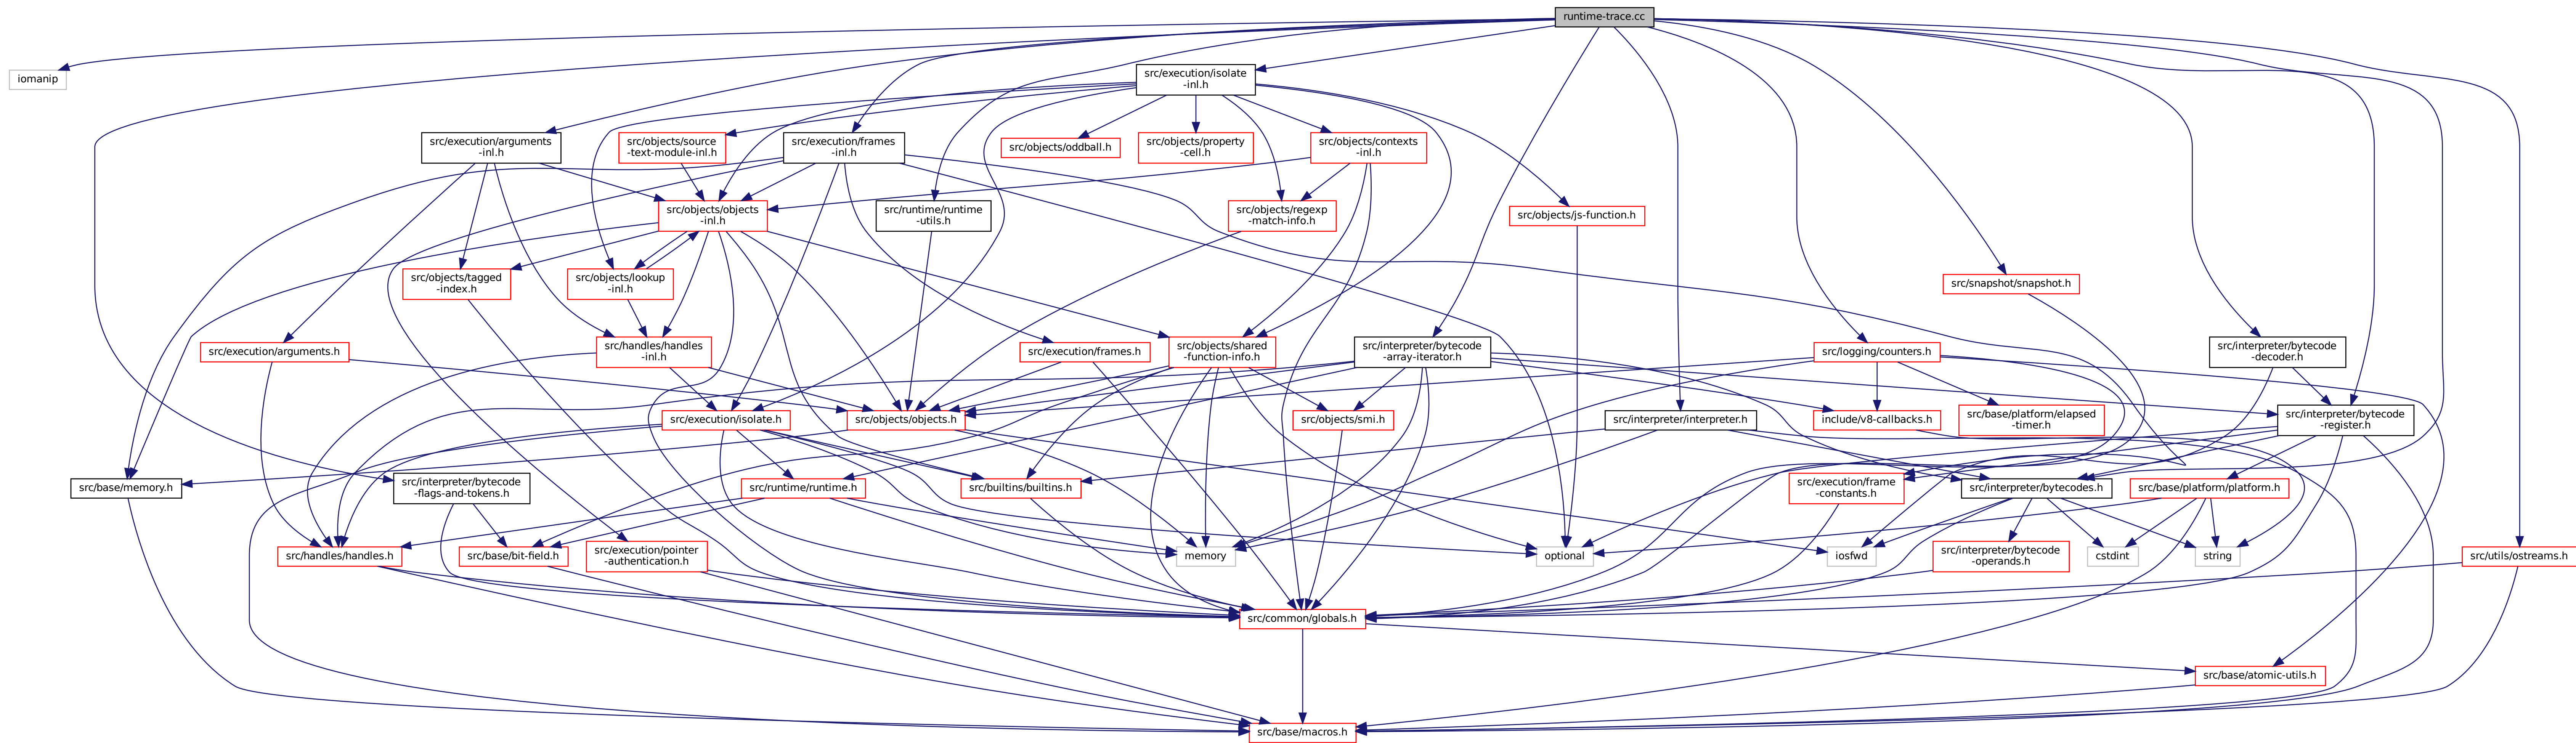 runtime-trace.cc
iomanip
src/execution/isolate
-inl.h
src/execution/arguments
-inl.h
src/objects/source
-text-module-inl.h
src/execution/frames
-inl.h
src/objects/oddball.h
src/objects/property
-cell.h
src/objects/contexts
-inl.h
src/objects/objects
-inl.h
src/runtime/runtime
-utils.h
src/objects/regexp
-match-info.h
src/objects/js-function.h
src/objects/tagged
-index.h
src/objects/lookup
-inl.h
src/snapshot/snapshot.h
src/execution/arguments.h
src/handles/handles
-inl.h
src/execution/frames.h
src/objects/shared
-function-info.h
src/interpreter/bytecode
-array-iterator.h
src/logging/counters.h
src/interpreter/bytecode
-decoder.h
src/execution/isolate.h
src/objects/objects.h
src/objects/smi.h
include/v8-callbacks.h
src/interpreter/interpreter.h
src/base/platform/elapsed
-timer.h
src/interpreter/bytecode
-register.h
src/base/memory.h
src/interpreter/bytecode
-flags-and-tokens.h
src/runtime/runtime.h
src/builtins/builtins.h
src/execution/frame
-constants.h
src/interpreter/bytecodes.h
src/base/platform/platform.h
src/handles/handles.h
src/base/bit-field.h
src/execution/pointer
-authentication.h
memory
optional
iosfwd
src/interpreter/bytecode
-operands.h
cstdint
string
src/utils/ostreams.h
src/common/globals.h
src/base/atomic-utils.h
src/base/macros.h